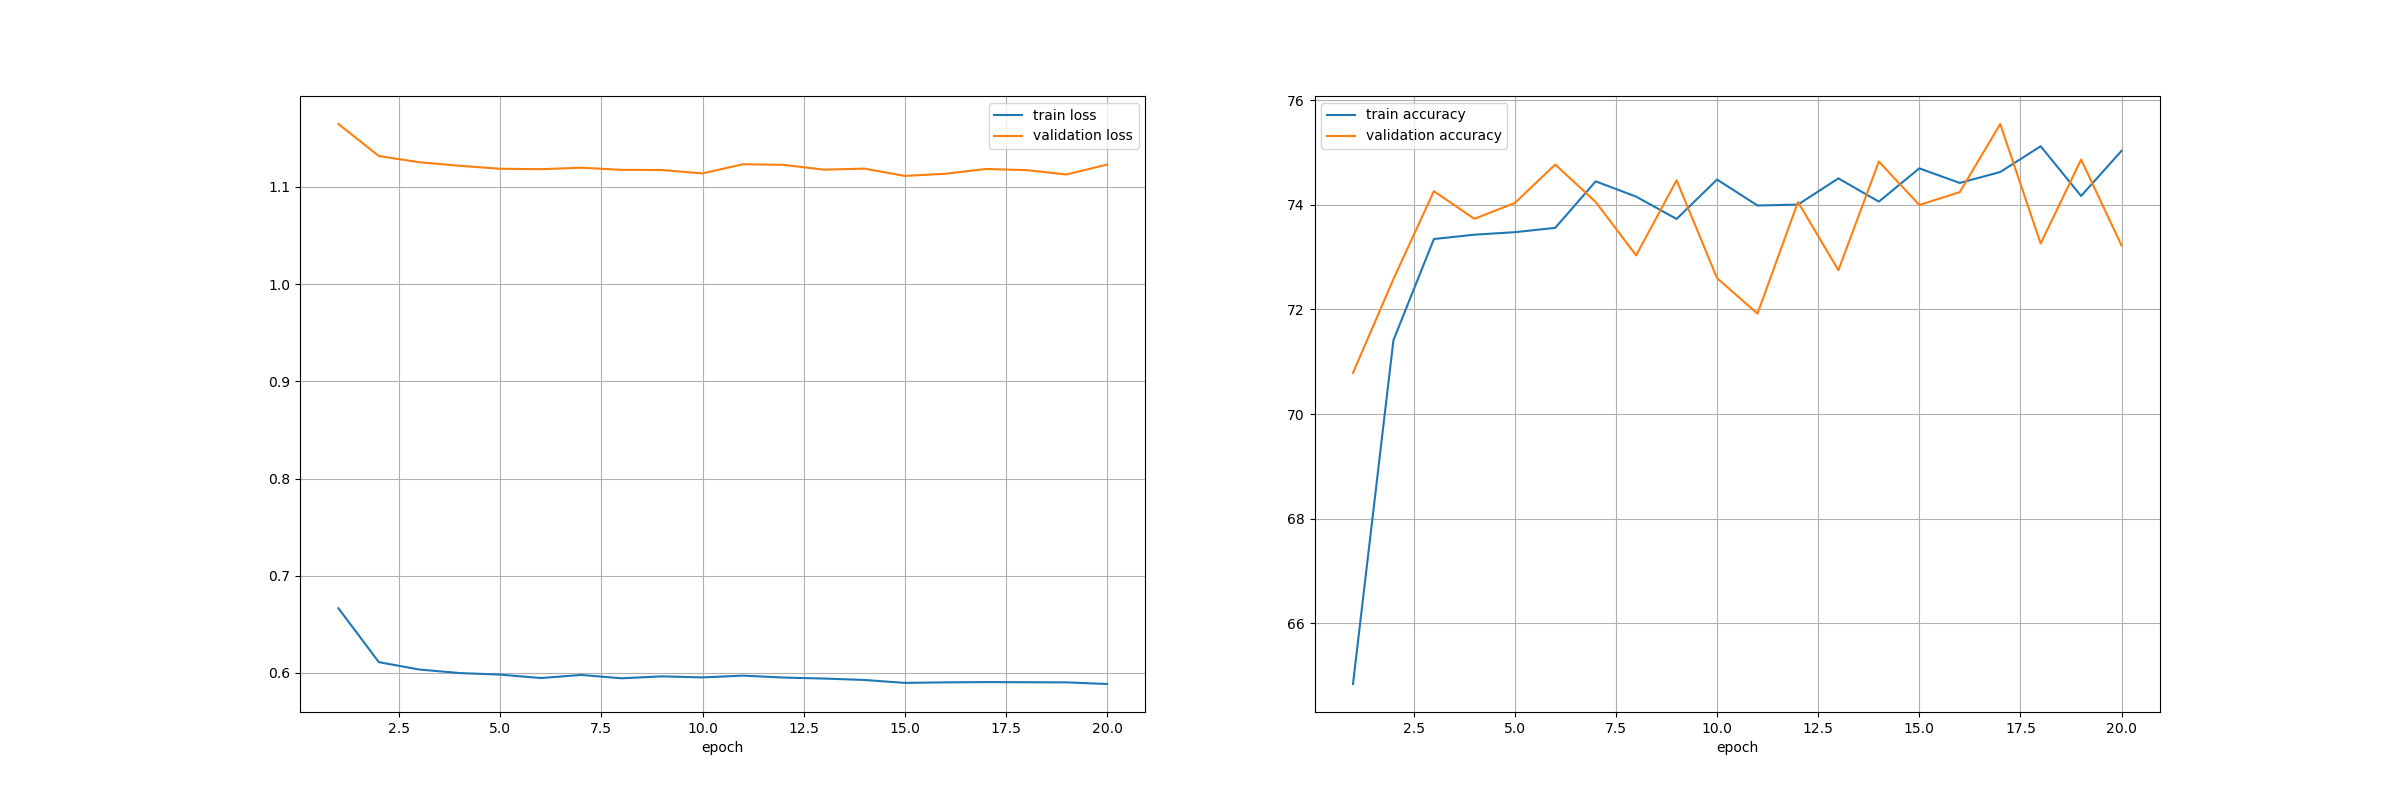 train loss
validation loss
1.1
1.0
0.9
0.8
0.7
0.6
2.5 5.0 7.5 10.0 12.5 15.0 17.5 20.0
epoch
train accuracy
validation accuracy
76
74
72
70
68
66
2.5 5.0 7.5 10.0 12.5 15.0 17.5 20.0
epoch